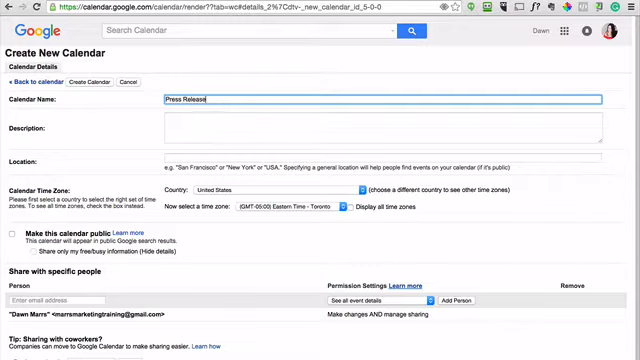 https://calendar.google.com/calendar/render??tab=wc#details_2%7Cdtv-_new_calendar_id_5-0-0
Google
Search Calendar
Dawn
Create New Calendar
Calendar Details
« Back to calendar
Create Calendar
Cancel
Calendar Name:
Press Release
Description:
Location:
e.g. "San Francisco" or "New York" or "USA." Specifying a general location will help people find events on your calendar (if it's public)
Calendar Time Zone:
Please first select a country to select the right set of time zones. To see all time zones, check the box instead.
Country:
United States
(choose a different country to see other time zones)
Now select a time zone:
(GMT-05:00) Eastern Time - Toronto
Display all time zones
Make this calendar public
Learn more
This calendar will appear in public Google search results.
Share only my free/busy information (Hide details)
Share with specific people
Person
Permission Settings Learn more
Remove
Enter email address
See all event details
Add Person
"Dawn Marrs" <marrsmarketingtraining@gmail.com>
Make changes AND manage sharing
Tip: Sharing with coworkers?
Companies can move to Google Calendar to make sharing easier. Learn how